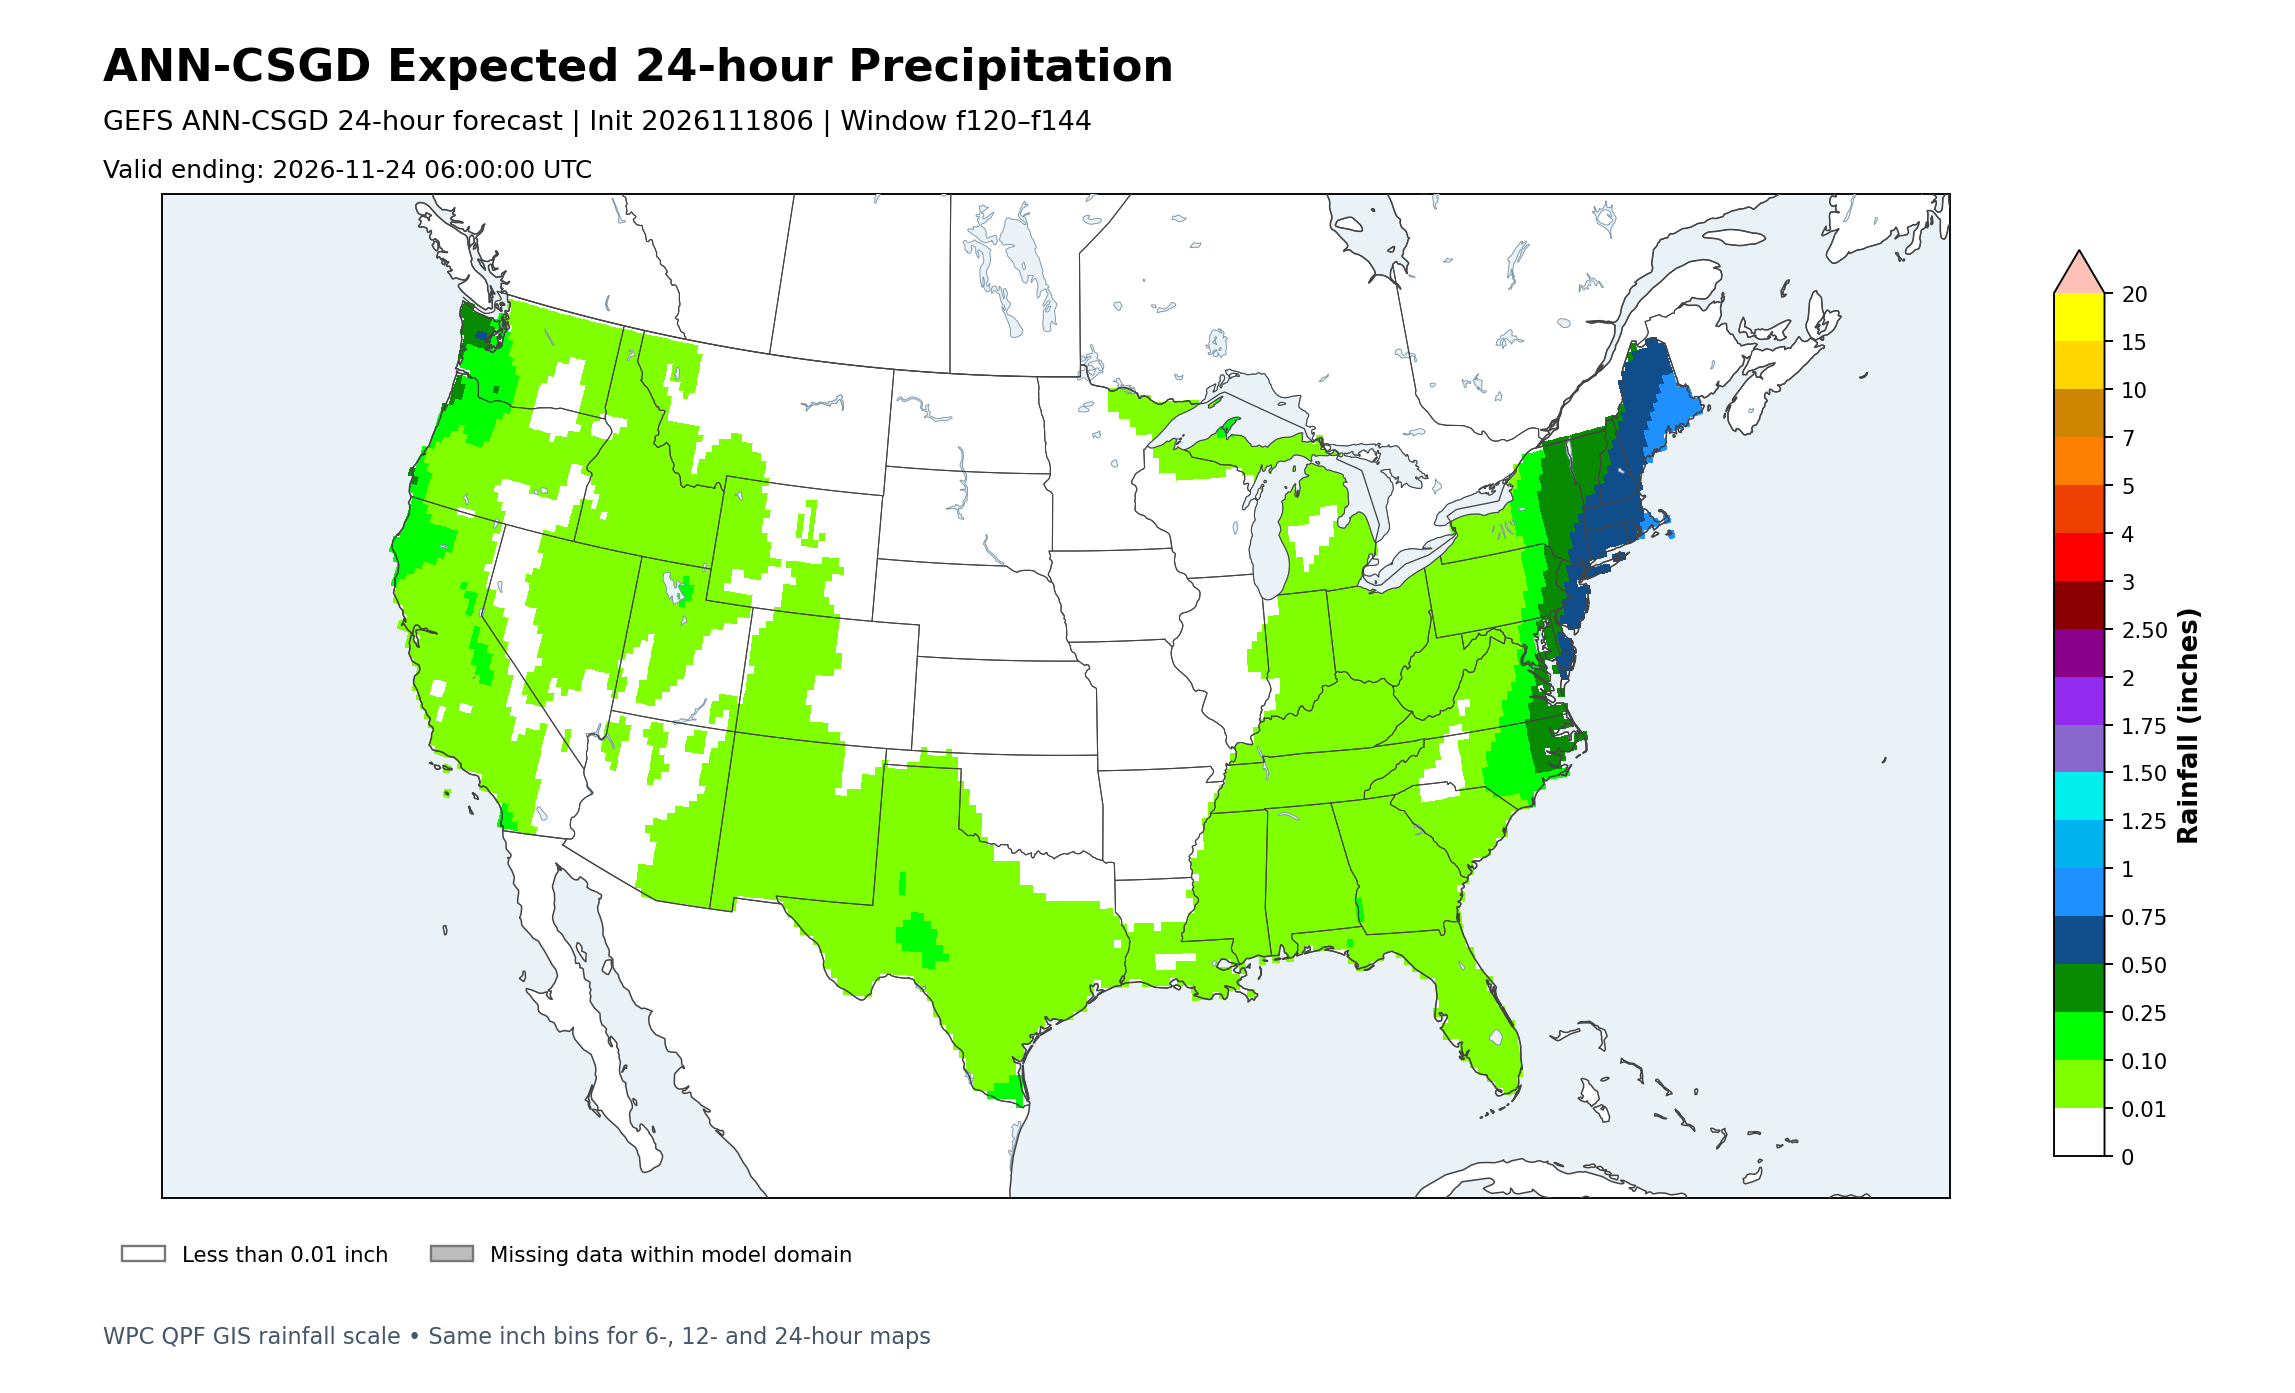 ANN-CSGD Expected 24-hour Precipitation
GEFS ANN-CSGD 24-hour forecast | Init 2026111806 | Window f120–f144
Valid ending: 2026-11-24 06:00:00 UTC
20
15
10
7
5
4
3
2.50
2
1.75
1.50
1.25
1
0.75
0.50
0.25
0.10
0.01
0
Rainfall (inches)
Less than 0.01 inch
Missing data within model domain
WPC QPF GIS rainfall scale • Same inch bins for 6-, 12- and 24-hour maps